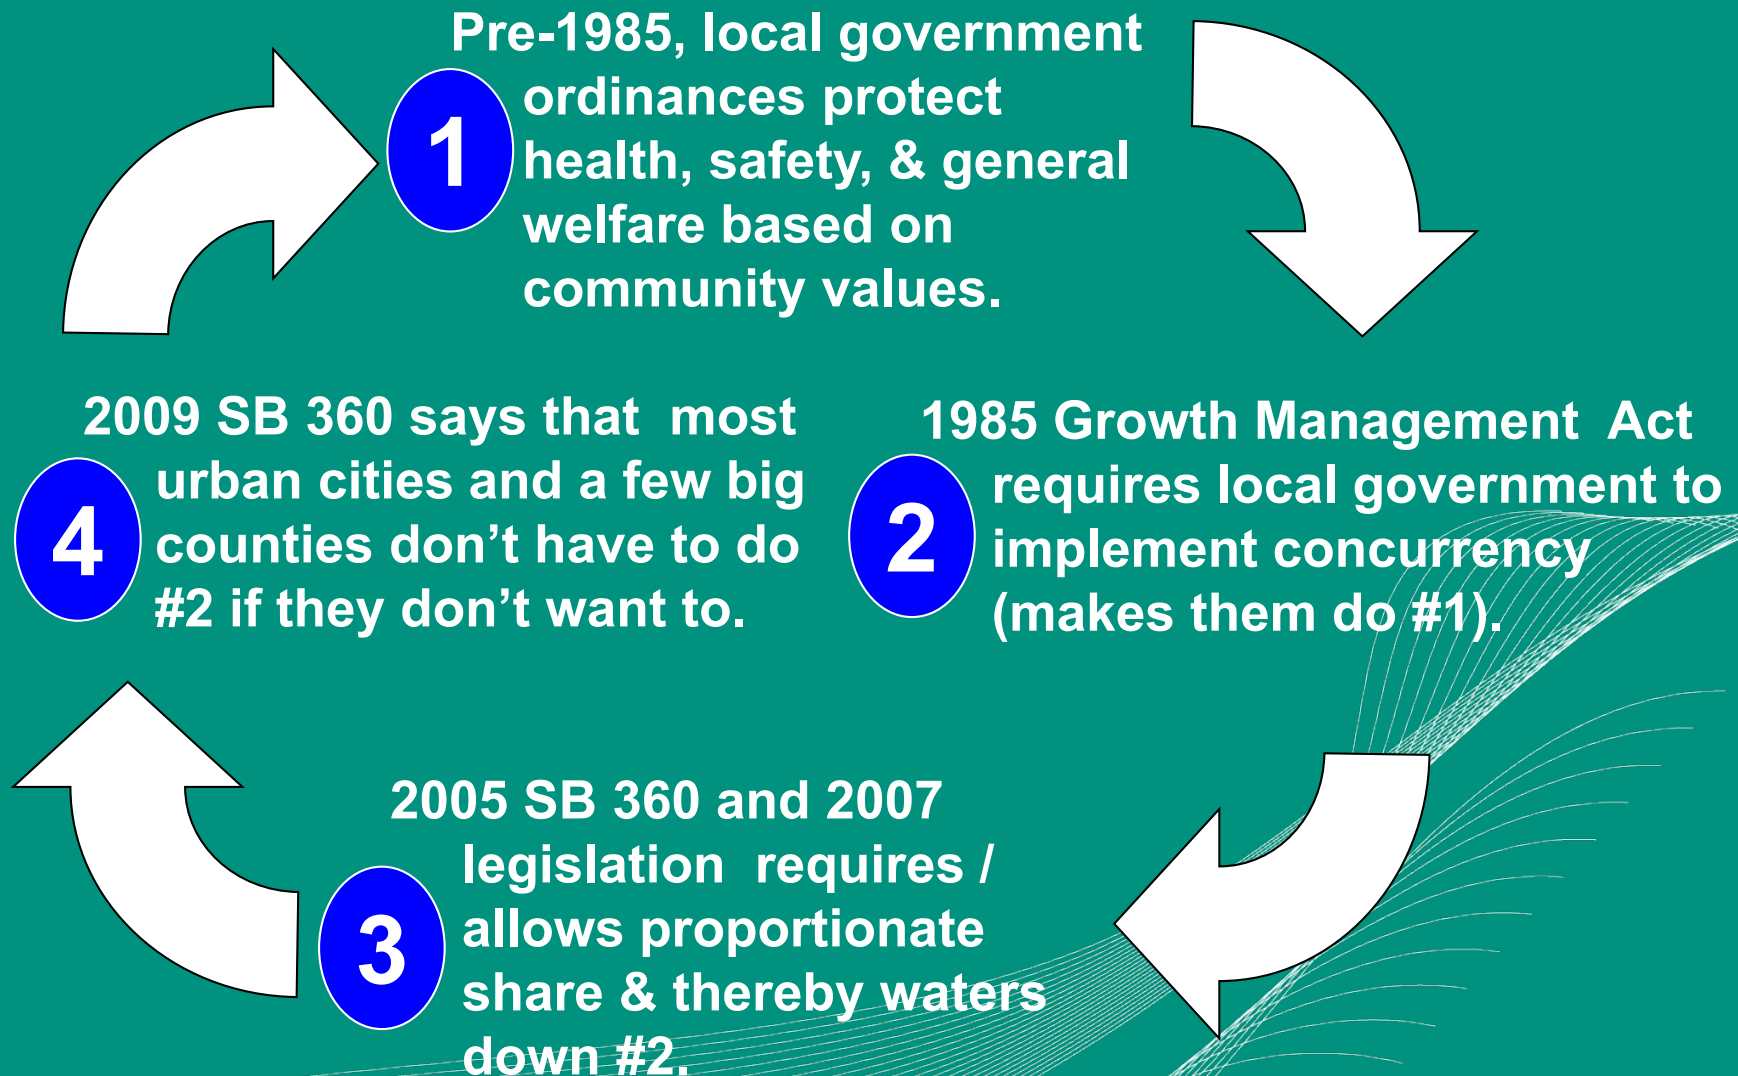 Pre-1985, local government
ordinances protect
1
health, safety, & general
welfare based on
community values.
1985 Growth Management  Act
requires local government to
2
implement concurrency
(makes them do #1).
2005 SB 360 and 2007
legislation  requires /
allows proportionate
3
share & thereby waters
down #2.
2009 SB 360 says that  most
urban cities and a few big
4
counties don’t have to do
#2 if they don’t want to.